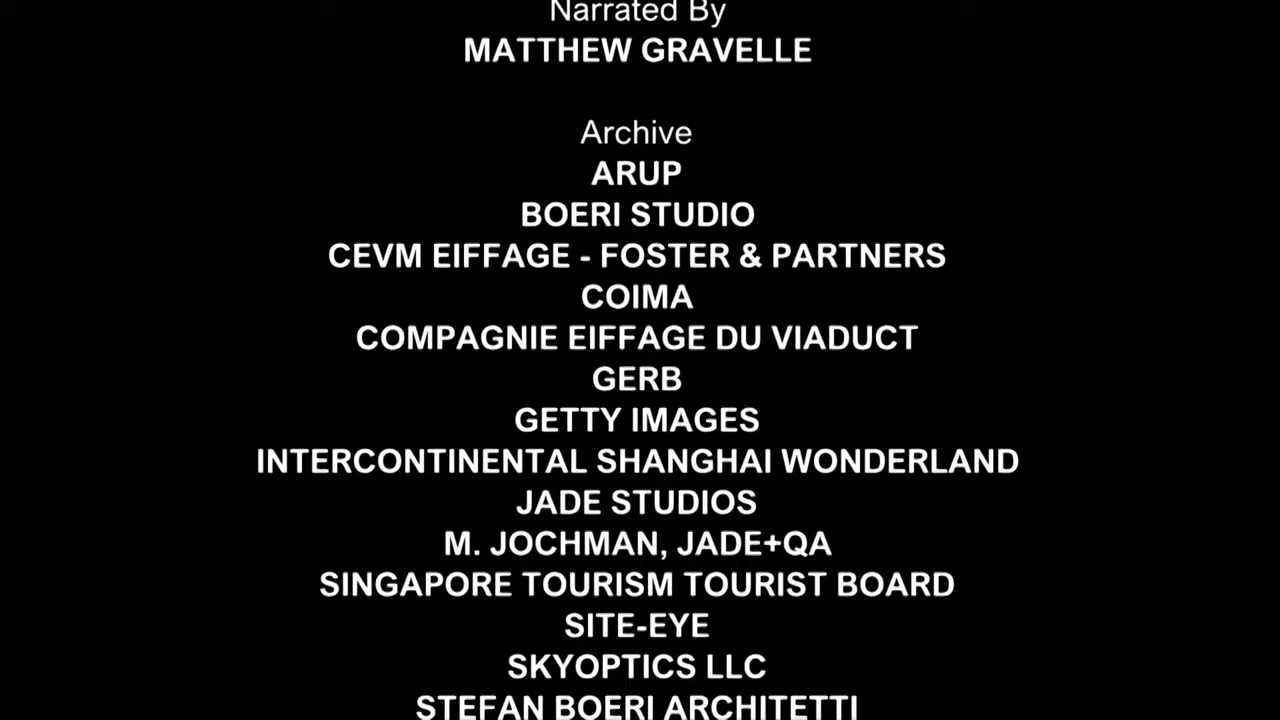 Narrated By
MATTHEW GRAVELLE
Archive
ARUP
BOERI STUDIO
CEVM EIFFAGE - FOSTER & PARTNERS
COIMA
COMPAGNIE EIFFAGE DU VIADUCT
GERB
GETTY IMAGES
INTERCONTINENTAL SHANGHAI WONDERLAND
JADE STUDIOS
M. JOCHMAN, JADE+QA
SINGAPORE TOURISM TOURIST BOARD
SITE-EYE
SKYOPTICS LLC
STEFAN BOERI ARCHITETTI